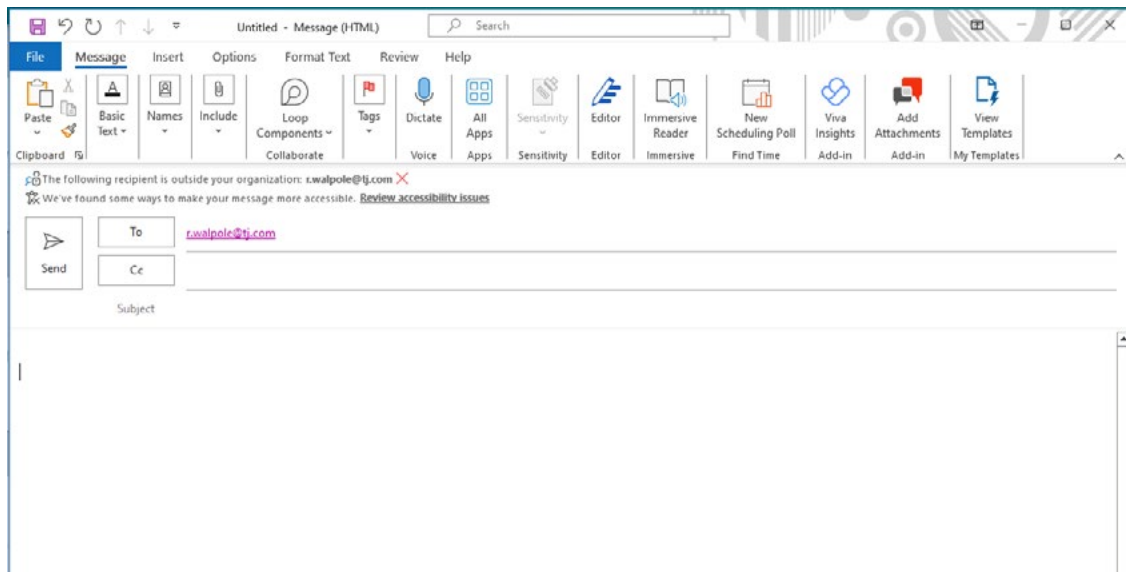 Untitled - Message (HTML) Search
File Message Insert Options Format Text Review Help
Paste Basic Text Names Include Loop Components Tags Dictate All Apps Sensitivity Editor Immersive Reader New Scheduling Poll Viva Insights Add Attachments View Templates
Clipboard Collaborate Voice Apps Sensitivity Editor Immersive Find Time Add-in Add-in My Templates
The following recipient is outside your organization: r.walpole@tj.com
We've found some ways to make your message more accessible. Review accessibility issues
To r.walpole@tj.com
Send Cc
Subject